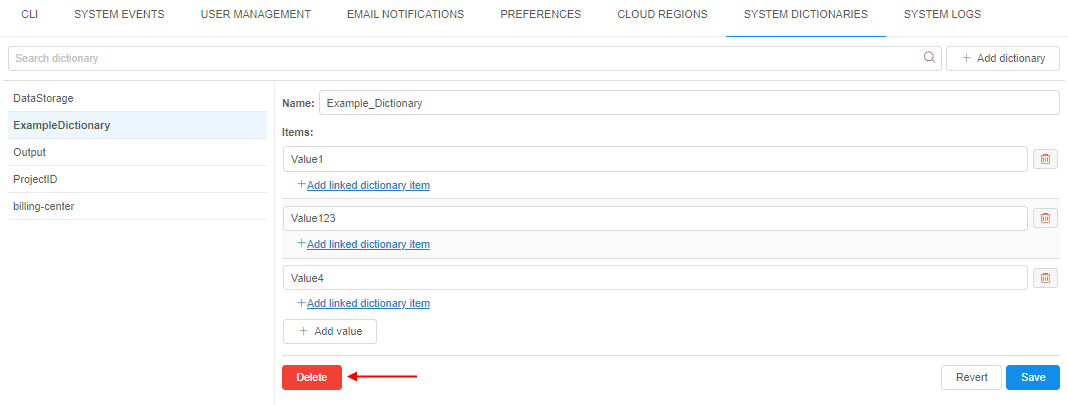 CLI SYSTEM EVENTS USER MANAGEMENT EMAIL NOTIFICATIONS PREFERENCES CLOUD REGIONS SYSTEM DICTIONARIES SYSTEM LOGS
Search dictionary + Add dictionary
DataStorage
ExampleDictionary
Output
ProjectID
billing-center
Name: Example_Dictionary
Items:
Value1
+Add linked dictionary item
Value123
+Add linked dictionary item
Value4
+Add linked dictionary item
+ Add value
Delete Revert Save